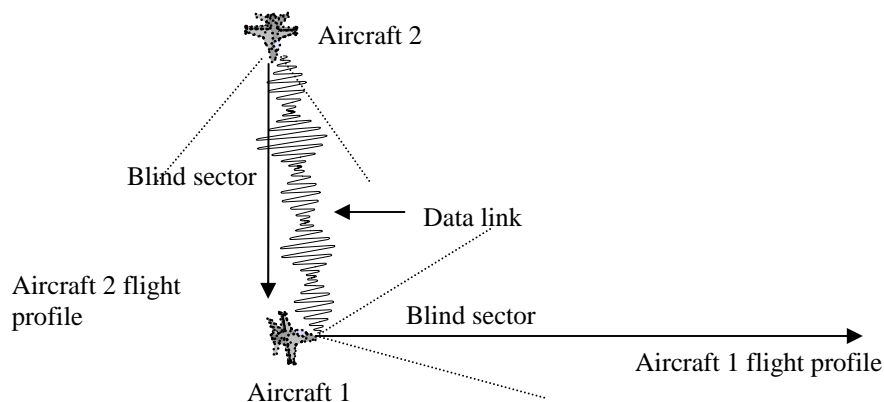 Aircraft 2
Blind sector
Data link
Aircraft 2 flight
profile
Blind sector
Aircraft 1 flight profile
Aircraft 1